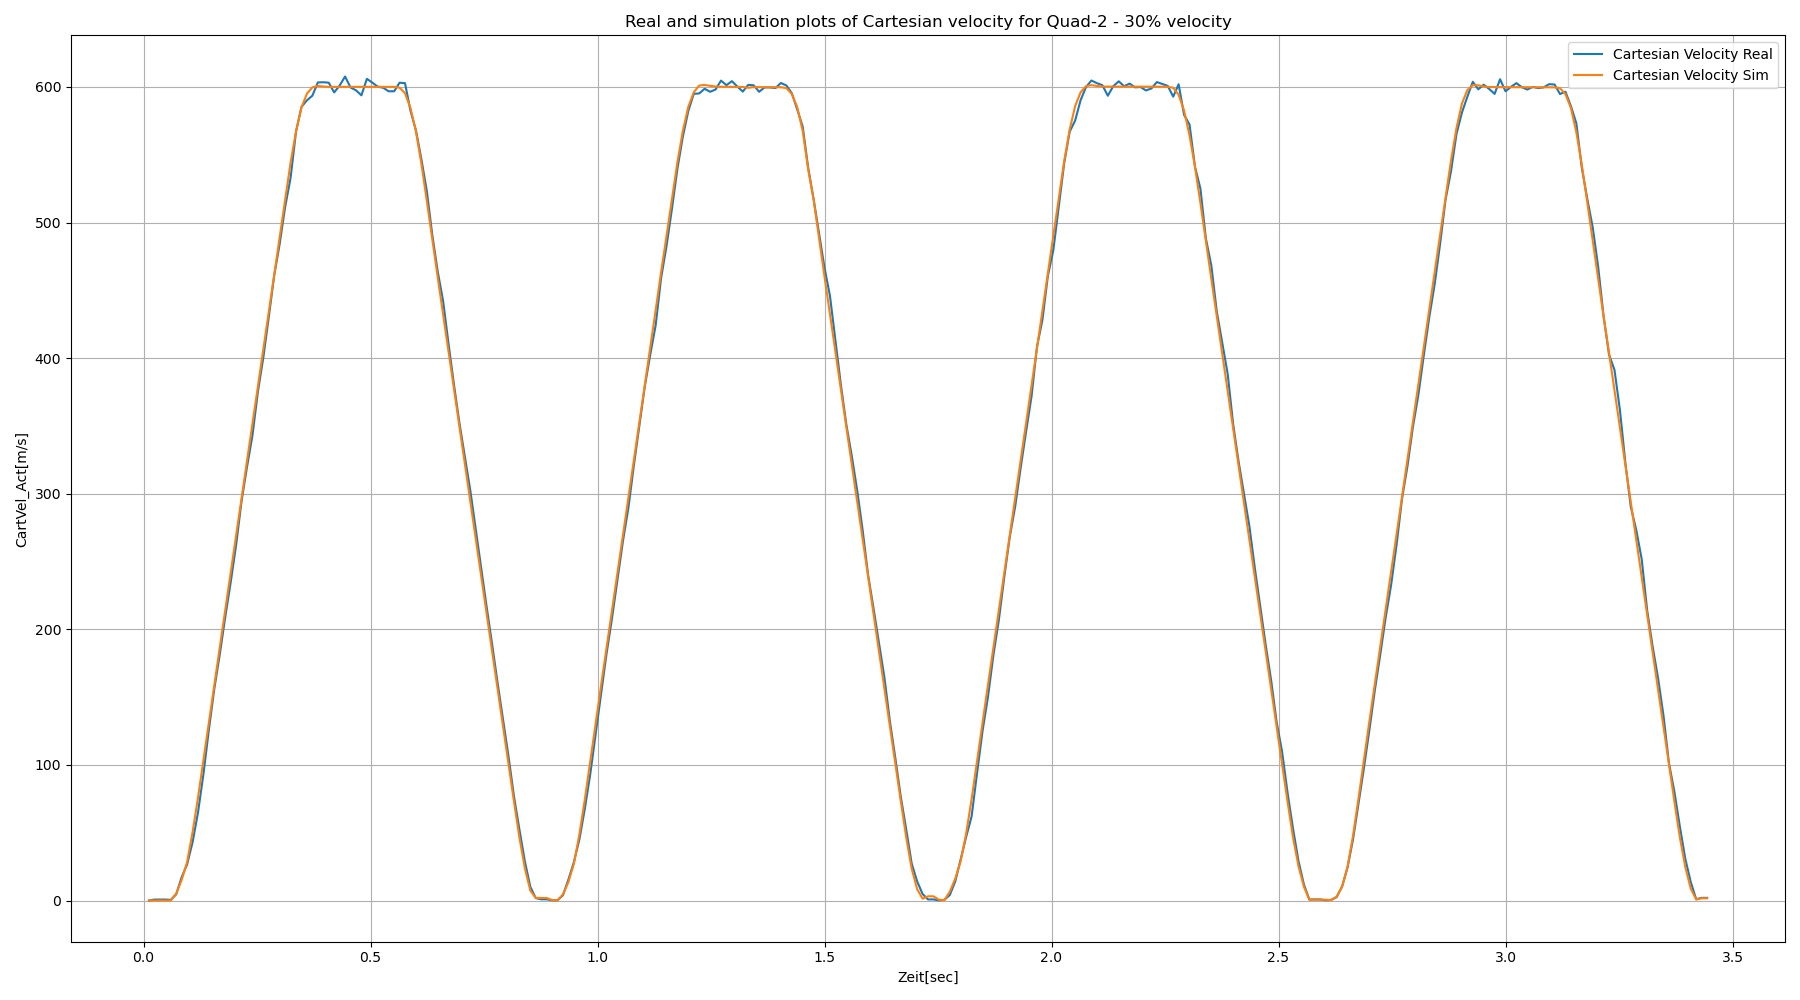 Real and simulation plots of Cartesian velocity for Quad-2 - 30% velocity
Cartesian Velocity Real
Cartesian Velocity Sim
600
500
400
300
200
100
0
CartVel_Act[m/s]
0.0 0.5 1.0 1.5 2.0 2.5 3.0 3.5
Zeit[sec]